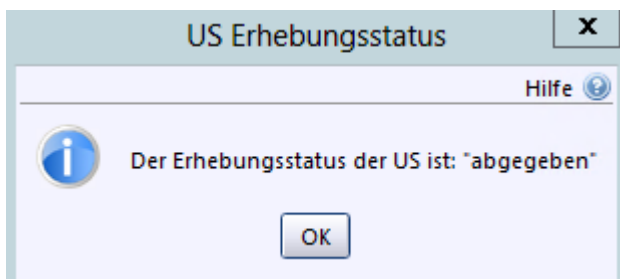 US Erhebungsstatus
x
Hilfe
Der Erhebungsstatus der US ist: "abgegeben"
OK